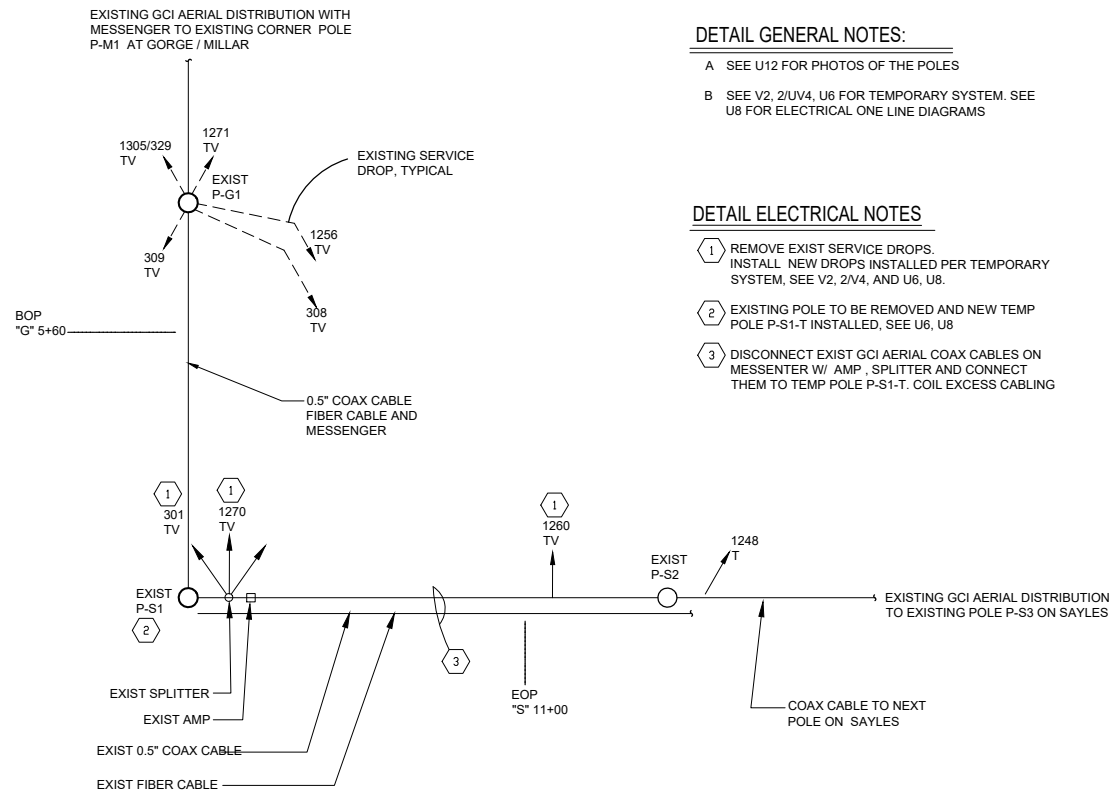 EXISTING GCI AERIAL DISTRIBUTION WITH
MESSENGER TO EXISTING CORNER POLE
P-M1 AT GORGE / MILLAR
DETAIL GENERAL NOTES:
A SEE U12 FOR PHOTOS OF THE POLES
B SEE V2, 2/UV4, U6 FOR TEMPORARY SYSTEM. SEE
U8 FOR ELECTRICAL ONE LINE DIAGRAMS
1305/329
TV
1271
TV
EXISTING SERVICE
DROP, TYPICAL
EXIST
P-G1
1256
TV
309
TV
308
TV
DETAIL ELECTRICAL NOTES
1 REMOVE EXIST SERVICE DROPS.
INSTALL NEW DROPS INSTALLED PER TEMPORARY
SYSTEM, SEE V2, 2/V4, AND U6, U8.
2 EXISTING POLE TO BE REMOVED AND NEW TEMP
POLE P-S1-T INSTALLED, SEE U6, U8
3 DISCONNECT EXIST GCI AERIAL COAX CABLES ON
MESSENTER W/ AMP , SPLITTER AND CONNECT
THEM TO TEMP POLE P-S1-T. COIL EXCESS CABLING
BOP
"G" 5+60
0.5" COAX CABLE
FIBER CABLE AND
MESSENGER
1
301
TV
1
1270
TV
1
1260
TV
1248
T
EXIST
P-S1
2
EXIST
P-S2
EXISTING GCI AERIAL DISTRIBUTION
TO EXISTING POLE P-S3 ON SAYLES
3
EXIST SPLITTER
EXIST AMP
EXIST 0.5" COAX CABLE
EXIST FIBER CABLE
EOP
"S" 11+00
COAX CABLE TO NEXT
POLE ON SAYLES